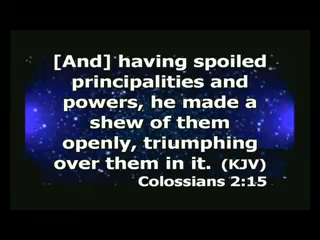 [And] having spoiled
principalities and
powers, he made a
shew of them
openly, triumphing
over them in it. (KJV)
Colossians 2:15